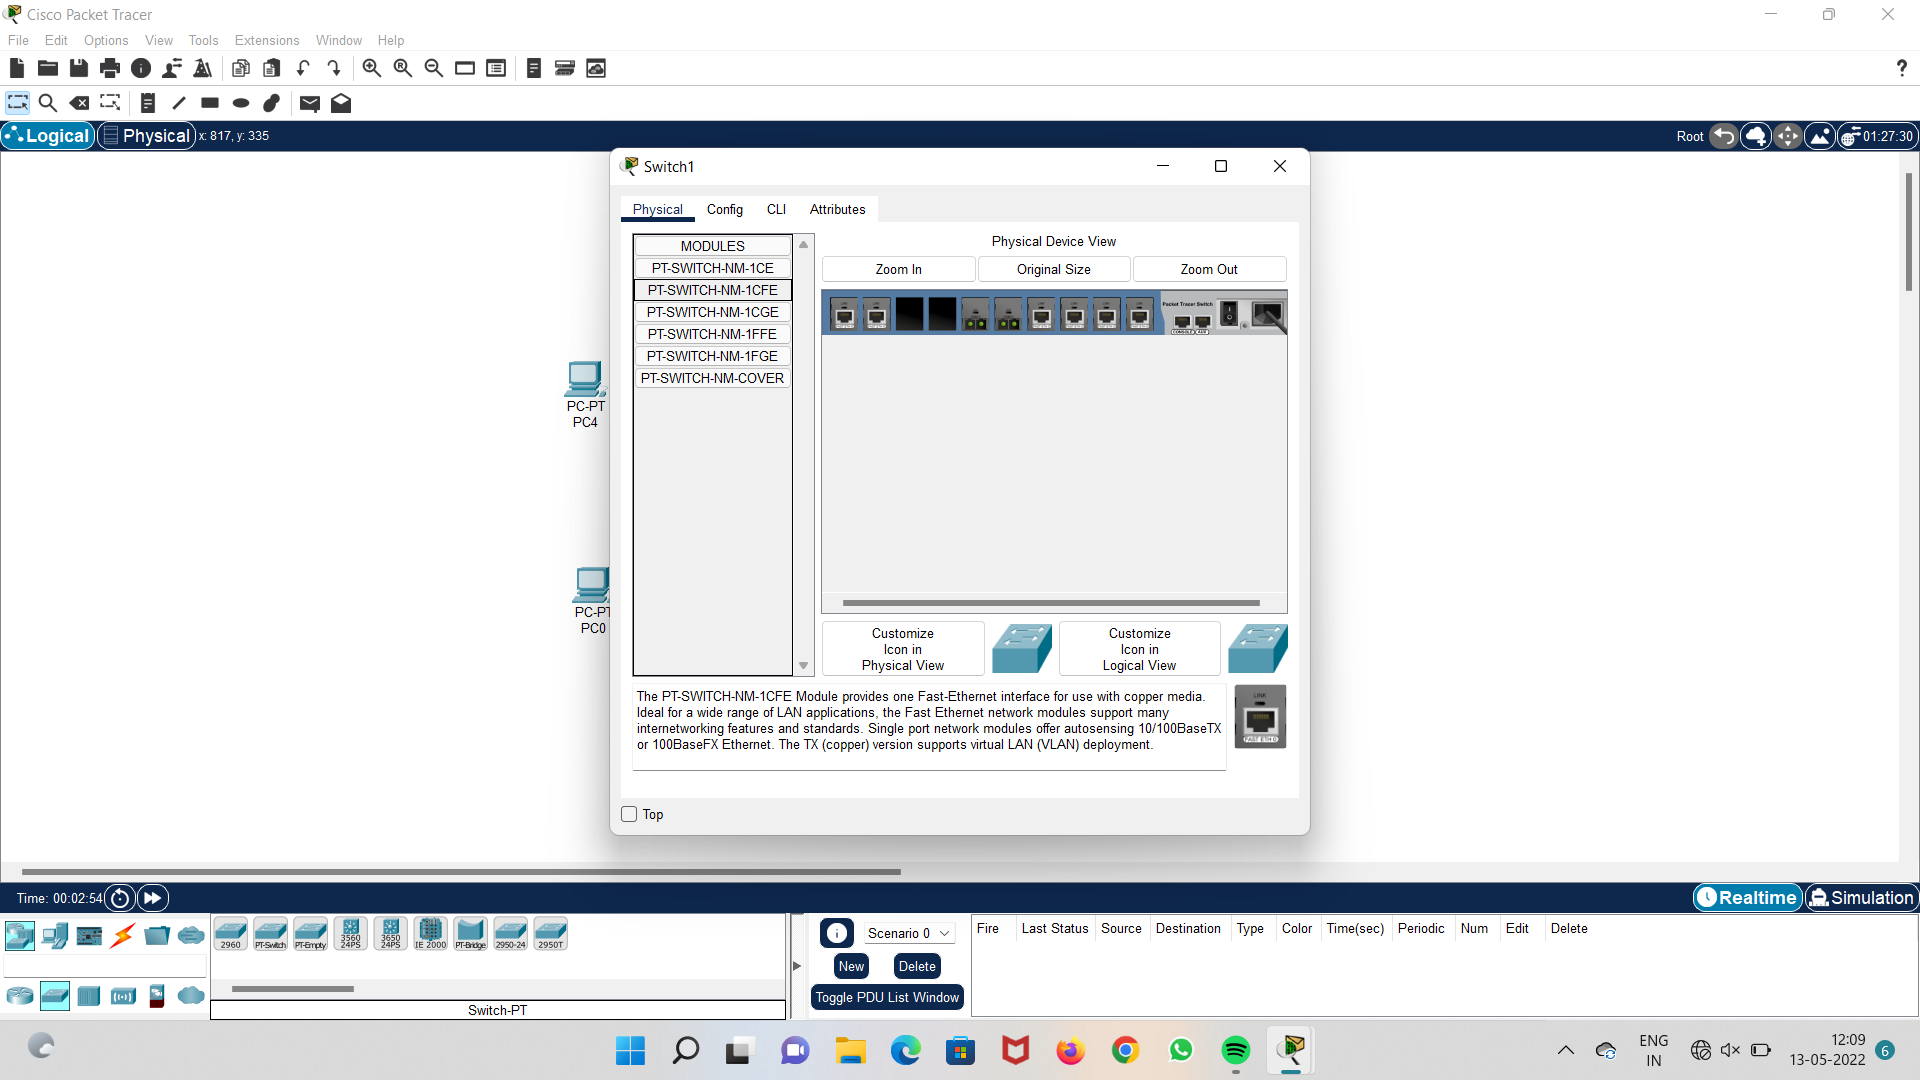 Cisco Packet Tracer
File Edit Options View Tools Extensions Window Help
?
Logical Physical x: 817, y: 335
Root 01:27:30
Switch1
Physical Config CLI Attributes
MODULES
PT-SWITCH-NM-1CE
PT-SWITCH-NM-1CFE
PT-SWITCH-NM-1CGE
PT-SWITCH-NM-1FFE
PT-SWITCH-NM-1FGE
PT-SWITCH-NM-COVER
Physical Device View
Zoom In Original Size Zoom Out
Packet Tracer Switch
CONSOLE AUX
Customize
Icon in
Physical View
Customize
Icon in
Logical View
The PT-SWITCH-NM-1CFE Module provides one Fast-Ethernet interface for use with copper media.
Ideal for a wide range of LAN applications, the Fast Ethernet network modules support many
internetworking features and standards. Single port network modules offer autosensing 10/100BaseTX
or 100BaseFX Ethernet. The TX (copper) version supports virtual LAN (VLAN) deployment.
LINK
FAST ETH 0
Top
PC-PT
PC4
PC-PT
PC0
Time: 00:02:54
Realtime Simulation
2960 PT-Switch PT-Empty 3560 24PS 3650 24PS IE 2000 PT-Bridge 2950-24 2950T
Switch-PT
Scenario 0
New Delete
Toggle PDU List Window
Fire Last Status Source Destination Type Color Time(sec) Periodic Num Edit Delete
ENG
IN
12:09
13-05-2022
6